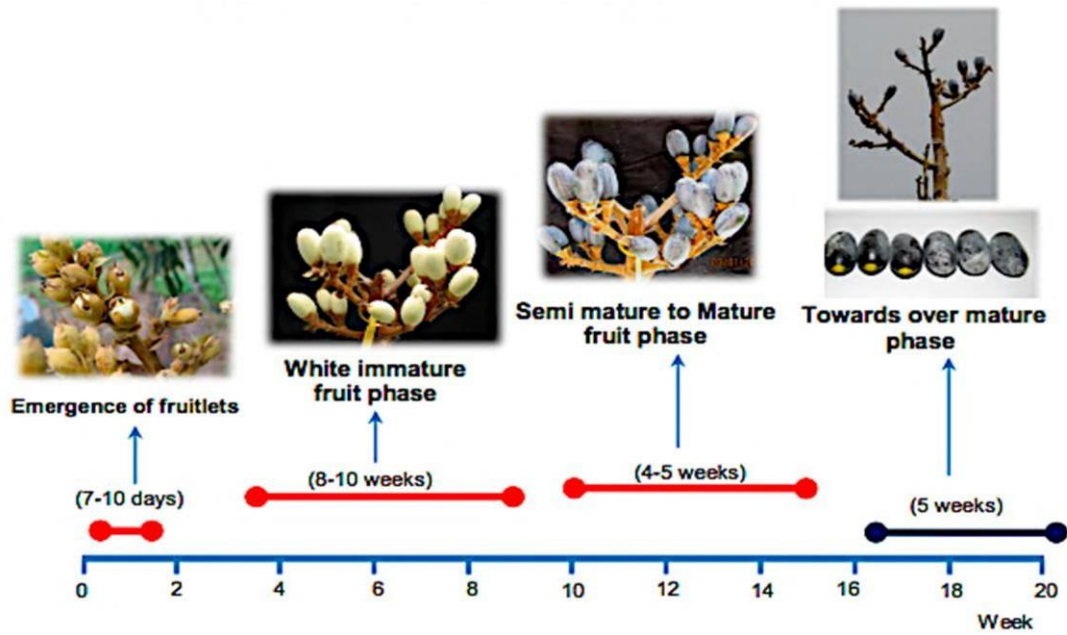 Emergence of fruitlets
(7-10 days)
White immature
fruit phase
(8-10 weeks)
Semi mature to Mature
fruit phase
(4-5 weeks)
Towards over mature
phase
(5 weeks)
0 2 4 6 8 10 12 14 16 18 20
Week